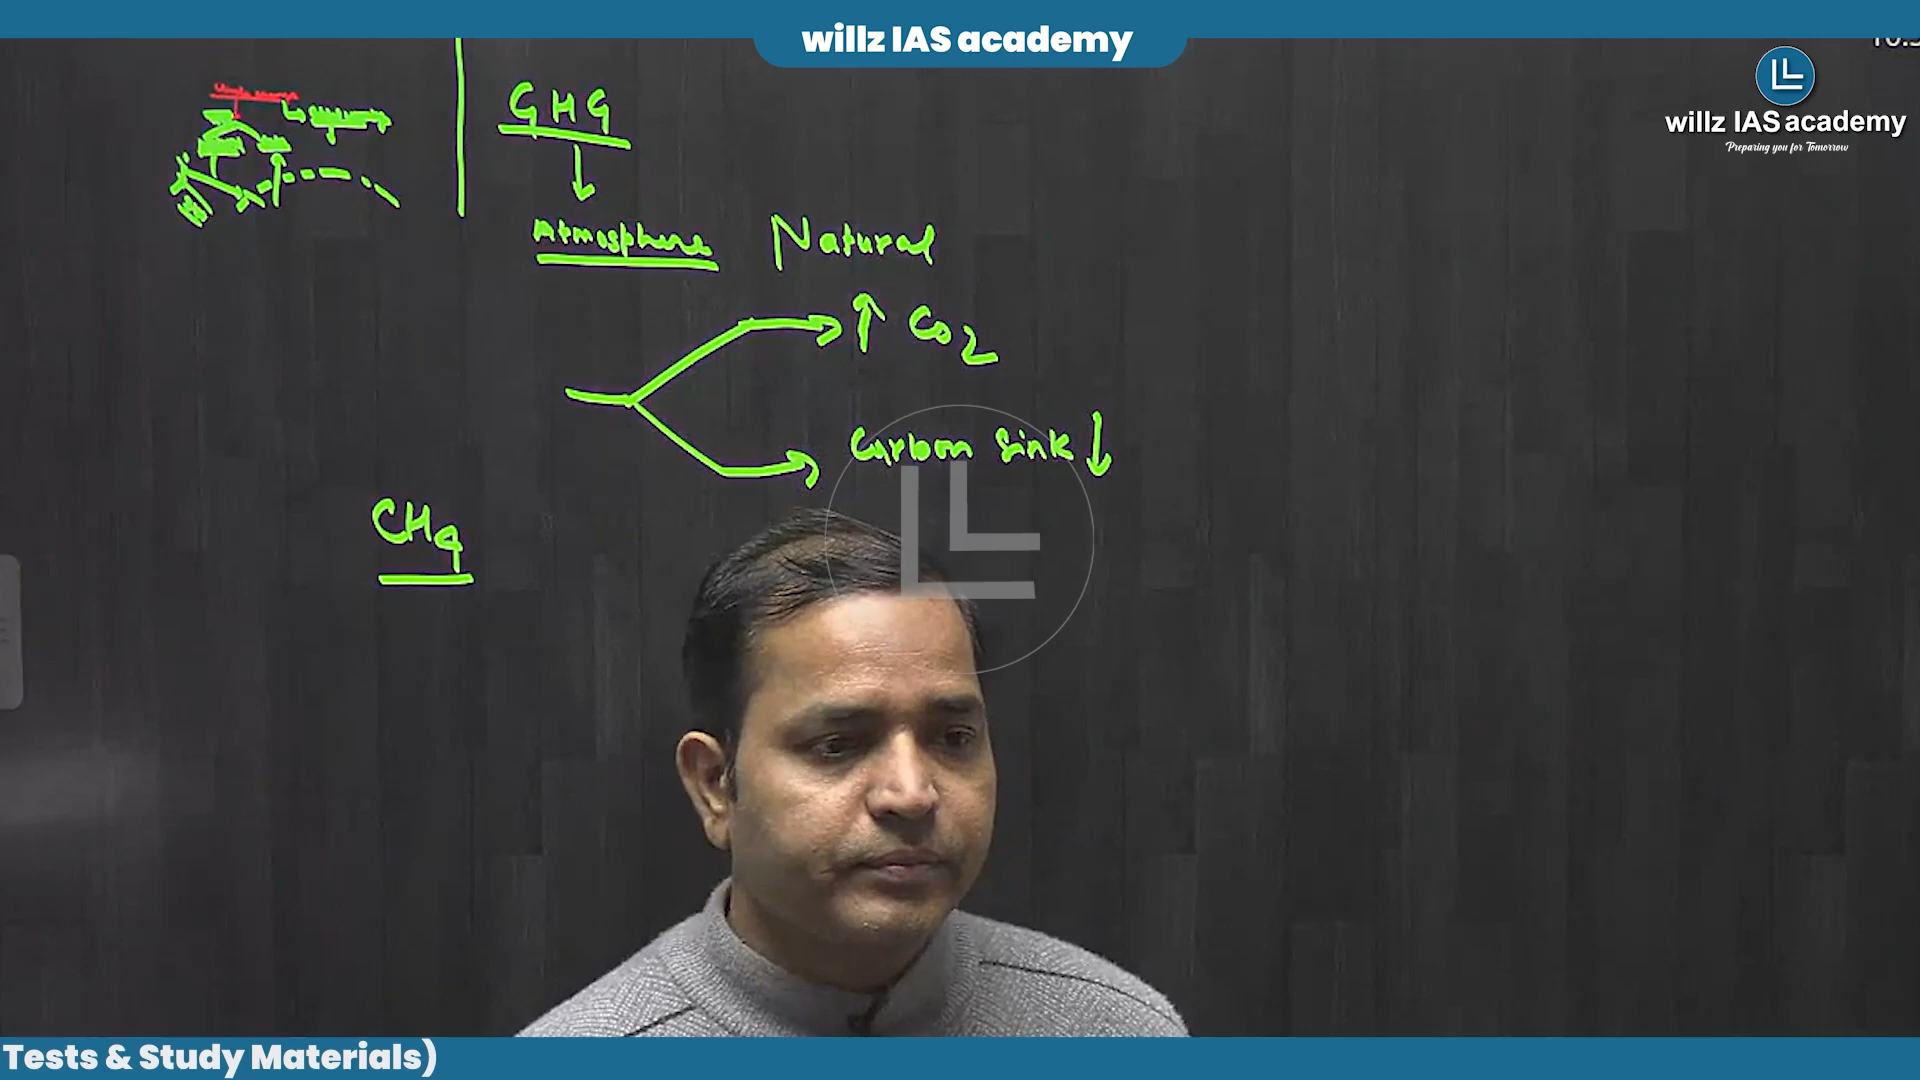 willz IAS academy
willz IAS academy
Preparing you for Tomorrow
GHG
Atmosphere Natural
↑ CO2
Carbon Sink ↓
CH4
Tests & Study Materials)